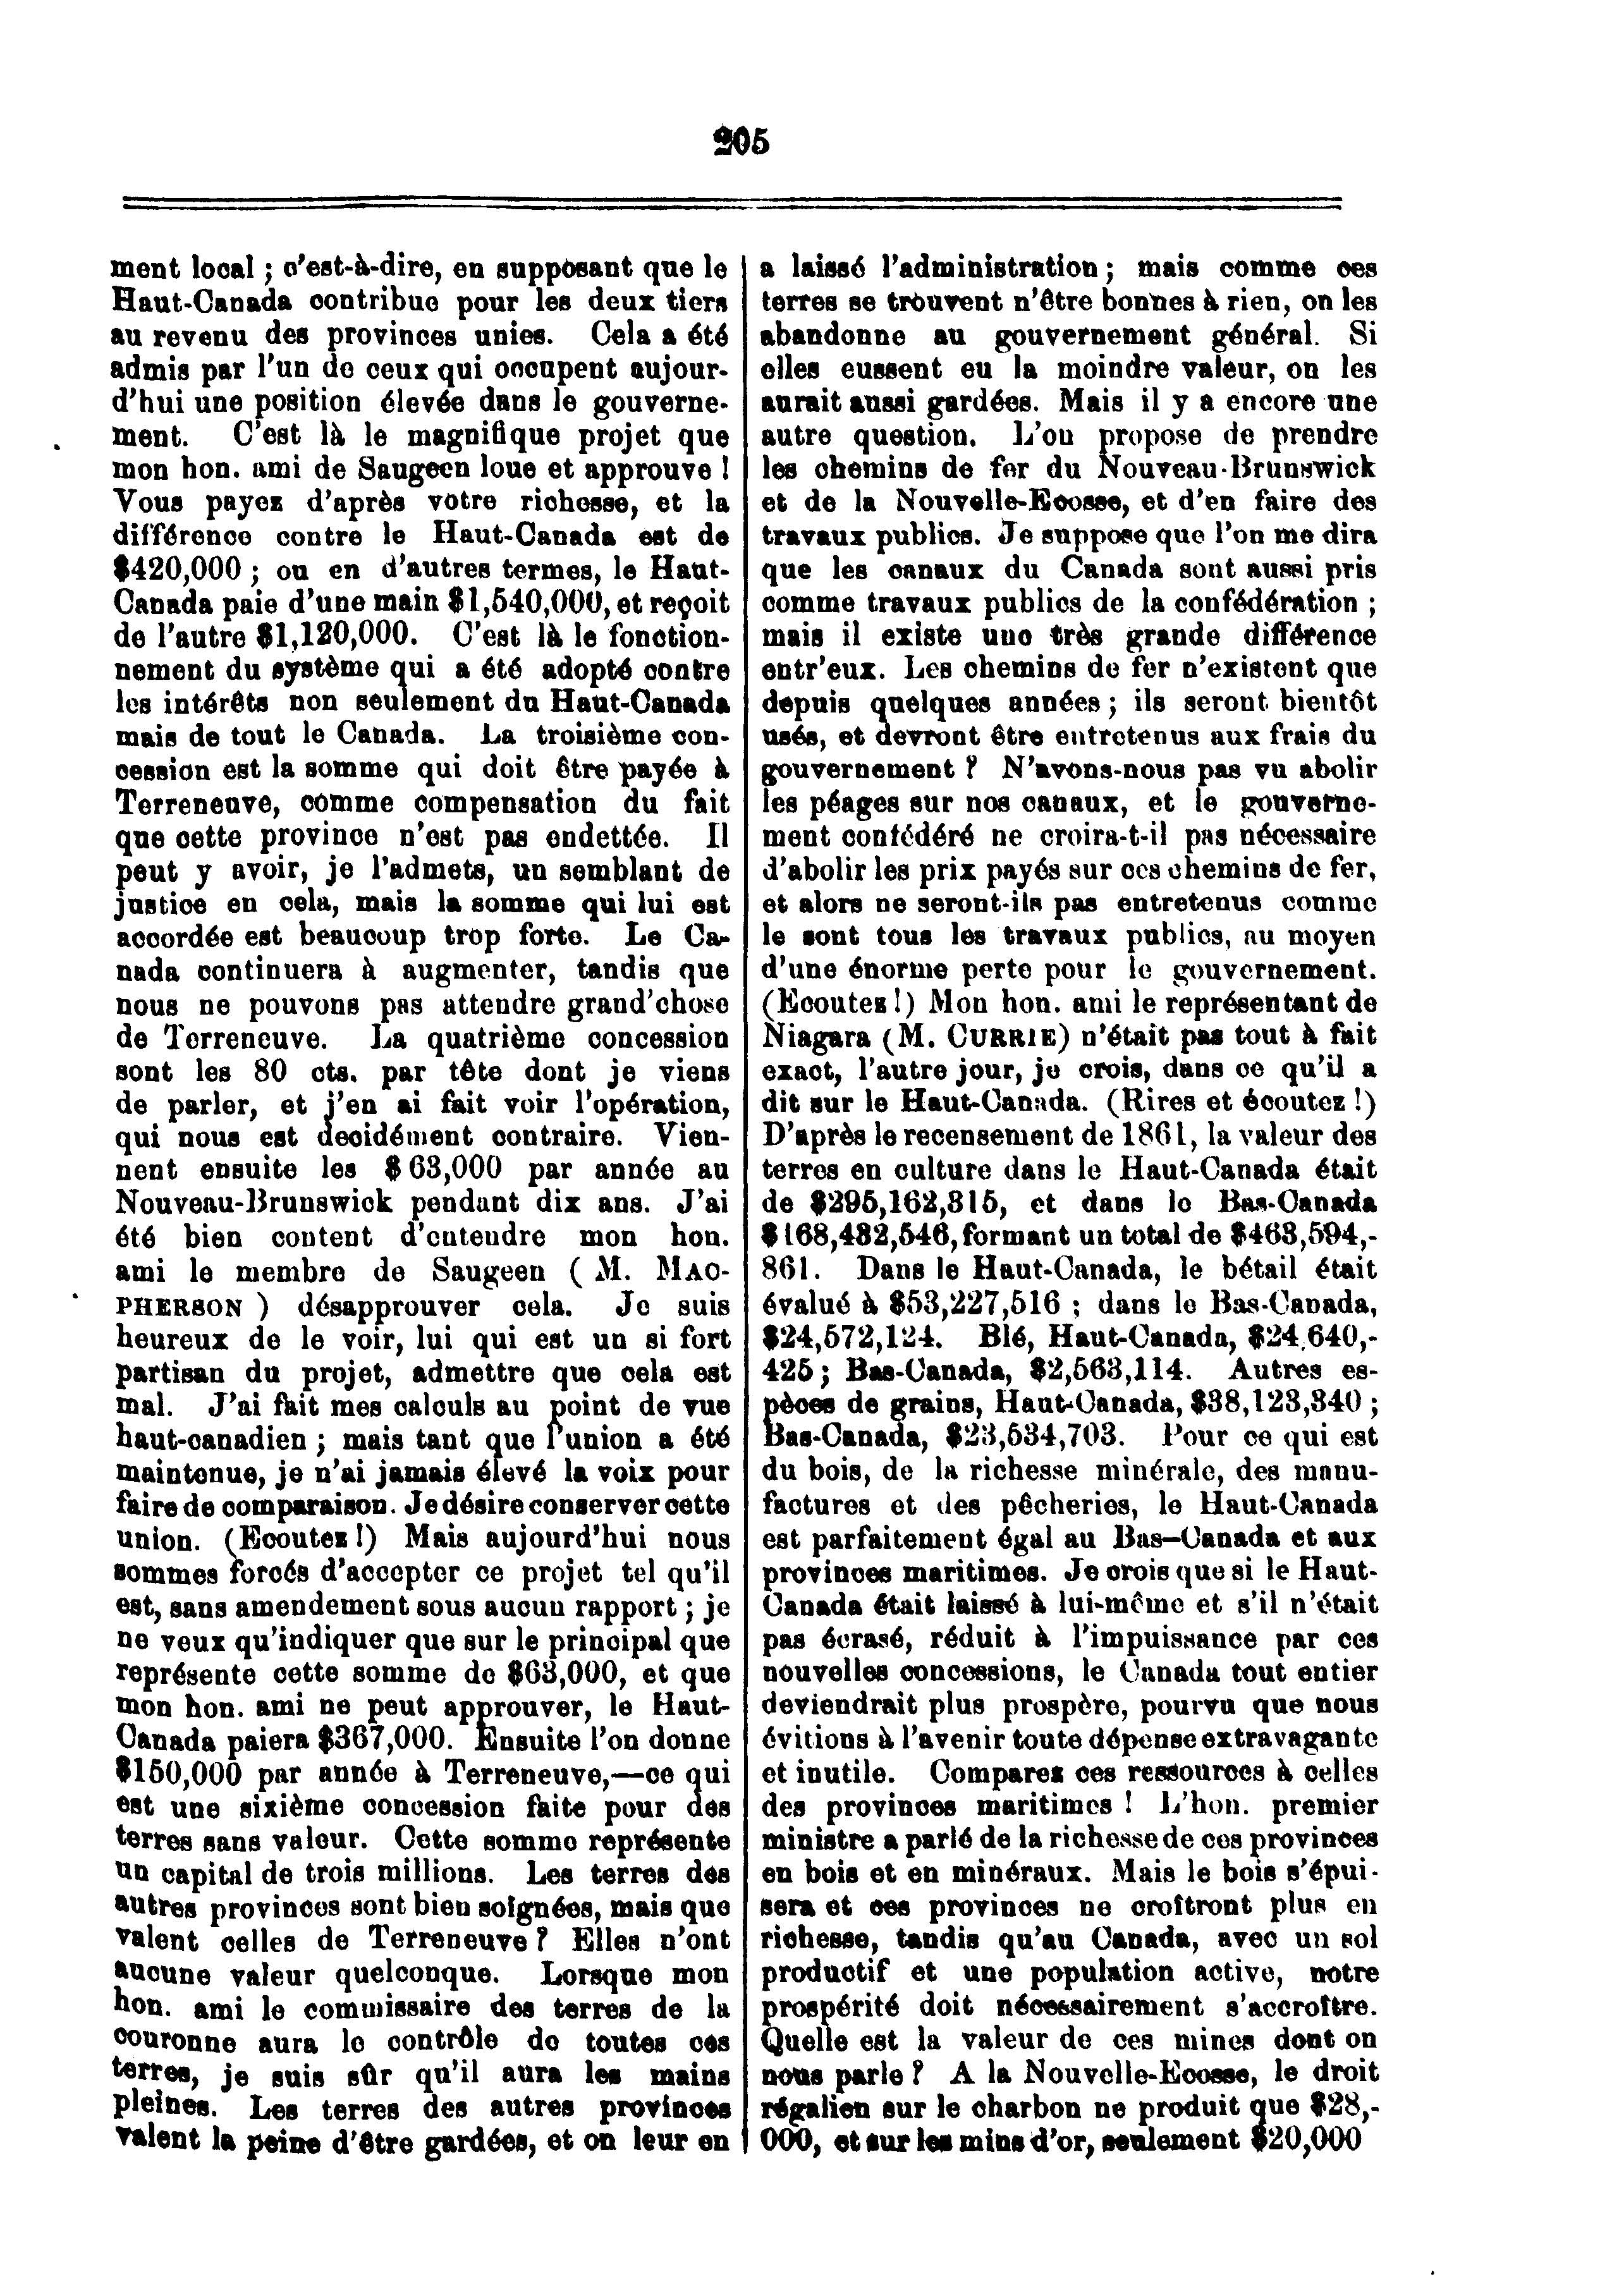 205
ment local ; c'est-à-dire, en supposant que le
Haut-Canada contribue pour les deux tiers
au revenu des provinces unies. Cela a été
admis par l'un de ceux qui occupent aujour-
d'hui une position élevée dans le gouverne-
ment. C'est là le magnifique projet que
mon hon. ami de Saugeen loue et approuve !
Vous payez d'après votre richesse, et la
différence contre le Haut-Canada est de
$420,000 ; ou en d'autres termes, le Haut-
Canada paie d'une main $1,540,000, et reçoit
de l'autre $1,120,000. C'est là le fonction-
nement du système qui a été adopté contre
les intérêts non seulement du Haut-Canada
mais de tout le Canada. La troisième con-
cession est la somme qui doit être payée à
Terreneuve, comme compensation du fait
que cette province n'est pas endettée. Il
peut y avoir, je l'admets, un semblant de
justice en cela, mais la somme qui lui est
accordée est beaucoup trop forte. Le Ca-
nada continuera à augmenter, tandis que
nous ne pouvons pas attendre grand'chose
de Terreneuve. La quatrième concession
sont les 80 cts. par tête dont je viens
de parler, et j'en ai fait voir l'opération,
qui nous est decidément contraire. Vien-
nent ensuite les $63,000 par année au
Nouveau-Brunswick pendant dix ans. J'ai
été bien content d'entendre mon hon.
ami le membre de Saugeen ( M. MAC-
PHERSON ) désapprouver cela. Je suis
heureux de le voir, lui qui est un si fort
partisan du projet, admettre que cela est
mal. J'ai fait mes calculs au point de vue
haut-canadien ; mais tant que l'union a été
maintenue, je n'ai jamais élevé la voix pour
faire de comparaison. Je désire conserver cette
union. (Ecoutez !) Mais aujourd'hui nous
sommes forcés d'accepter ce projet tel qu'il
est, sans amendement sous aucun rapport ; je
ne veux qu'indiquer que sur le principal que
représente cette somme de $63,000, et que
mon hon. ami ne peut approuver, le Haut-
Canada paiera $367,000. Ensuite l'on donne
$150,000 par année à Terreneuve,—ce qui
est une sixième concession faite pour des
terres sans valeur. Cette somme représente
un capital de trois millions. Les terres des
autres provinces sont bien soignées, mais que
valent celles de Terreneuve ? Elles n'ont
aucune valeur quelconque. Lorsque mon
hon. ami le commissaire des terres de la
couronne aura le contrôle de toutes ces
terres, je suis sûr qu'il aura les mains
pleines. Les terres des autres provinces
valent la peine d'être gardées, et on leur en
a laissé l'administration ; mais comme ces
terres se trouvent n'être bonnes à rien, on les
abandonne au gouvernement général. Si
elles eussent eu la moindre valeur, on les
aurait aussi gardées. Mais il y a encore une
autre question. L'on propose de prendre
les chemins de fer du Nouveau-Brunswick
et de la Nouvelle-Ecosse, et d'en faire des
travaux publics. Je suppose que l'on me dira
que les canaux du Canada sont aussi pris
comme travaux publics de la confédération ;
mais il existe une très grande différence
entr'eux. Les chemins de fer n'existent que
depuis quelques années ; ils seront bientôt
usés, et devront être entretenus aux frais du
gouvernement ? N'avons-nous pas vu abolir
les péages sur nos canaux, et le gouverne-
ment confédéré ne croira-t-il pas nécessaire
d'abolir les prix payés sur ces chemins de fer,
et alors ne seront-ils pas entretenus comme
le sont tous les travaux publics, au moyen
d'une énorme perte pour le gouvernement.
(Ecoutez !) Mon hon. ami le représentant de
Niagara (M. CURRIE) n'était pas tout à fait
exact, l'autre jour, je crois, dans ce qu'il a
dit sur le Haut-Canada. (Rires et écoutez !)
D'après le recensement de 1861, la valeur des
terres en culture dans le Haut-Canada était
de $295,162,315, et dans le Bas-Canada
$168,432,546, formant un total de $463,594,-
861. Dans le Haut-Canada, le bétail était
évalué à $53,227,516 ; dans le Bas-Canada,
$24,572,124. Blé, Haut-Canada, $24,640,-
425 ; Bas-Canada, $2,563,114. Autres es-
pèces de grains, Haut-Canada, $38,123,340 ;
Bas-Canada, $23,534,703. Pour ce qui est
du bois, de la richesse minérale, des manu-
factures et des pêcheries, le Haut-Canada
est parfaitement égal au Bas—Canada et aux
provinces maritimes. Je crois que si le Haut-
Canada était laissé à lui-même et s'il n'était
pas écrasé, réduit à l'impuissance par ces
nouvelles concessions, le Canada tout entier
deviendrait plus prospère, pourvu que nous
évitions à l'avenir toute dépense extravagante
et inutile. Comparez ces ressources à celles
des provinces maritimes ! L'hon. premier
ministre a parlé de la richesse de ces provinces
en bois et en minéraux. Mais le bois s'épui-
sera et ces provinces ne croîtront plus en
richesse, tandis qu'au Canada, avec un sol
productif et une population active, notre
prospérité doit nécessairement s'accroître.
Quelle est la valeur de ces mines dont on
nous parle ? A la Nouvelle-Ecosse, le droit
régalien sur le charbon ne produit que $28,-
000, et sur les mins d'or, seulement $20,000